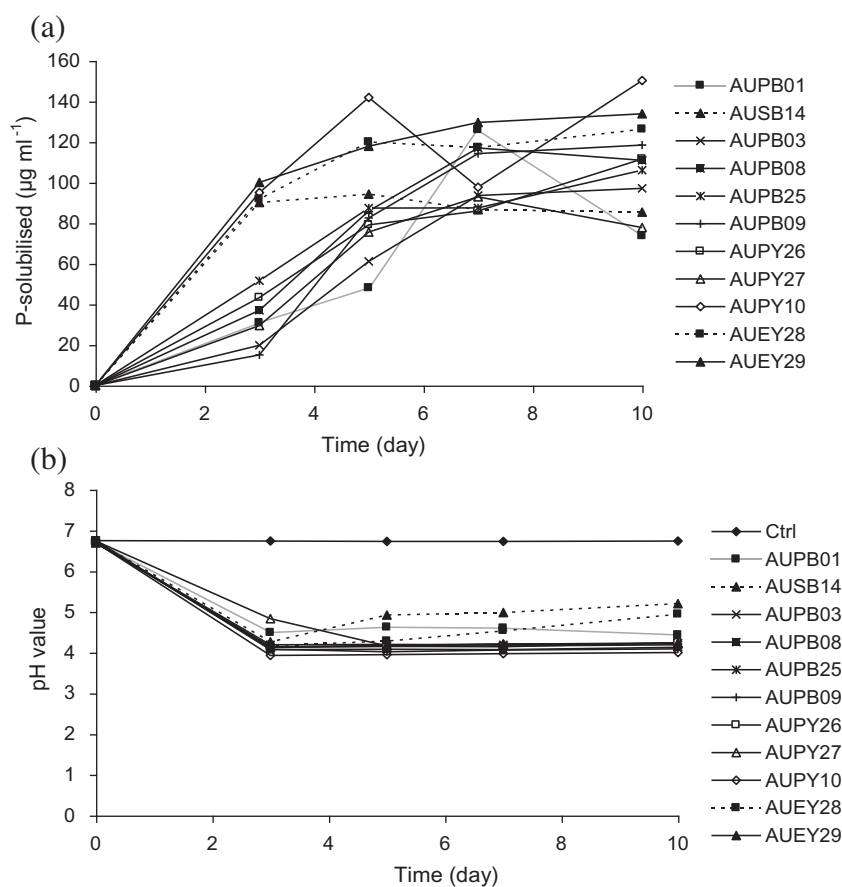 (a)
160
140
120
100
80
60
40
20
0
P-solubilised (µg ml⁻¹)
0 2 4 6 8 10
Time (day)
AUPB01
AUSB14
AUPB03
AUPB08
AUPB25
AUPB09
AUPY26
AUPY27
AUPY10
AUEY28
AUEY29
(b)
8
7
6
5
4
3
2
1
0
pH value
0 2 4 6 8 10
Time (day)
Ctrl
AUPB01
AUSB14
AUPB03
AUPB08
AUPB25
AUPB09
AUPY26
AUPY27
AUPY10
AUEY28
AUEY29